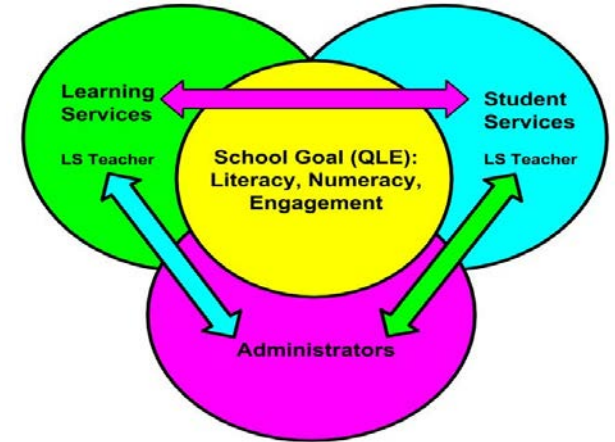 Learning
Services
LS Teacher
Student
Services
LS Teacher
School Goal (QLE):
Literacy, Numeracy,
Engagement
Administrators